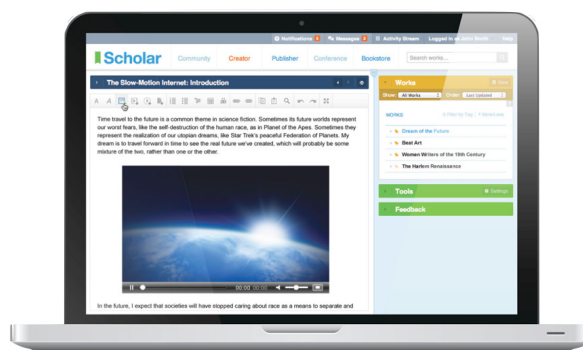 Notifications
Messages
Activity Stream
Logged in as
Help
Scholar
Community
Creator
Publisher
Conference
Bookstore
Search works...
The Slow-Motion Internet: Introduction
Time travel to the future is a common theme in science fiction. Sometimes its future worlds represent
our worst fears, like the self-destruction of the human race, as in Planet of the Apes. Sometimes they
represent the realization of our utopian dreams, like Star Trek's peaceful Federation of Planets. My
dream is to travel forward in time to see the real future we've created, which will probably be some
mixture of the two, rather than one or the other.
00:00 00:00
In the future, I expect that societies will have stopped caring about race as a means to separate and
Works
Show
All Works
Order
Last Updated
WORKS
Dream of the Future
Beat Art
Women Writers of the 19th Century
The Harlem Renaissance
Tools
Settings
Feedback